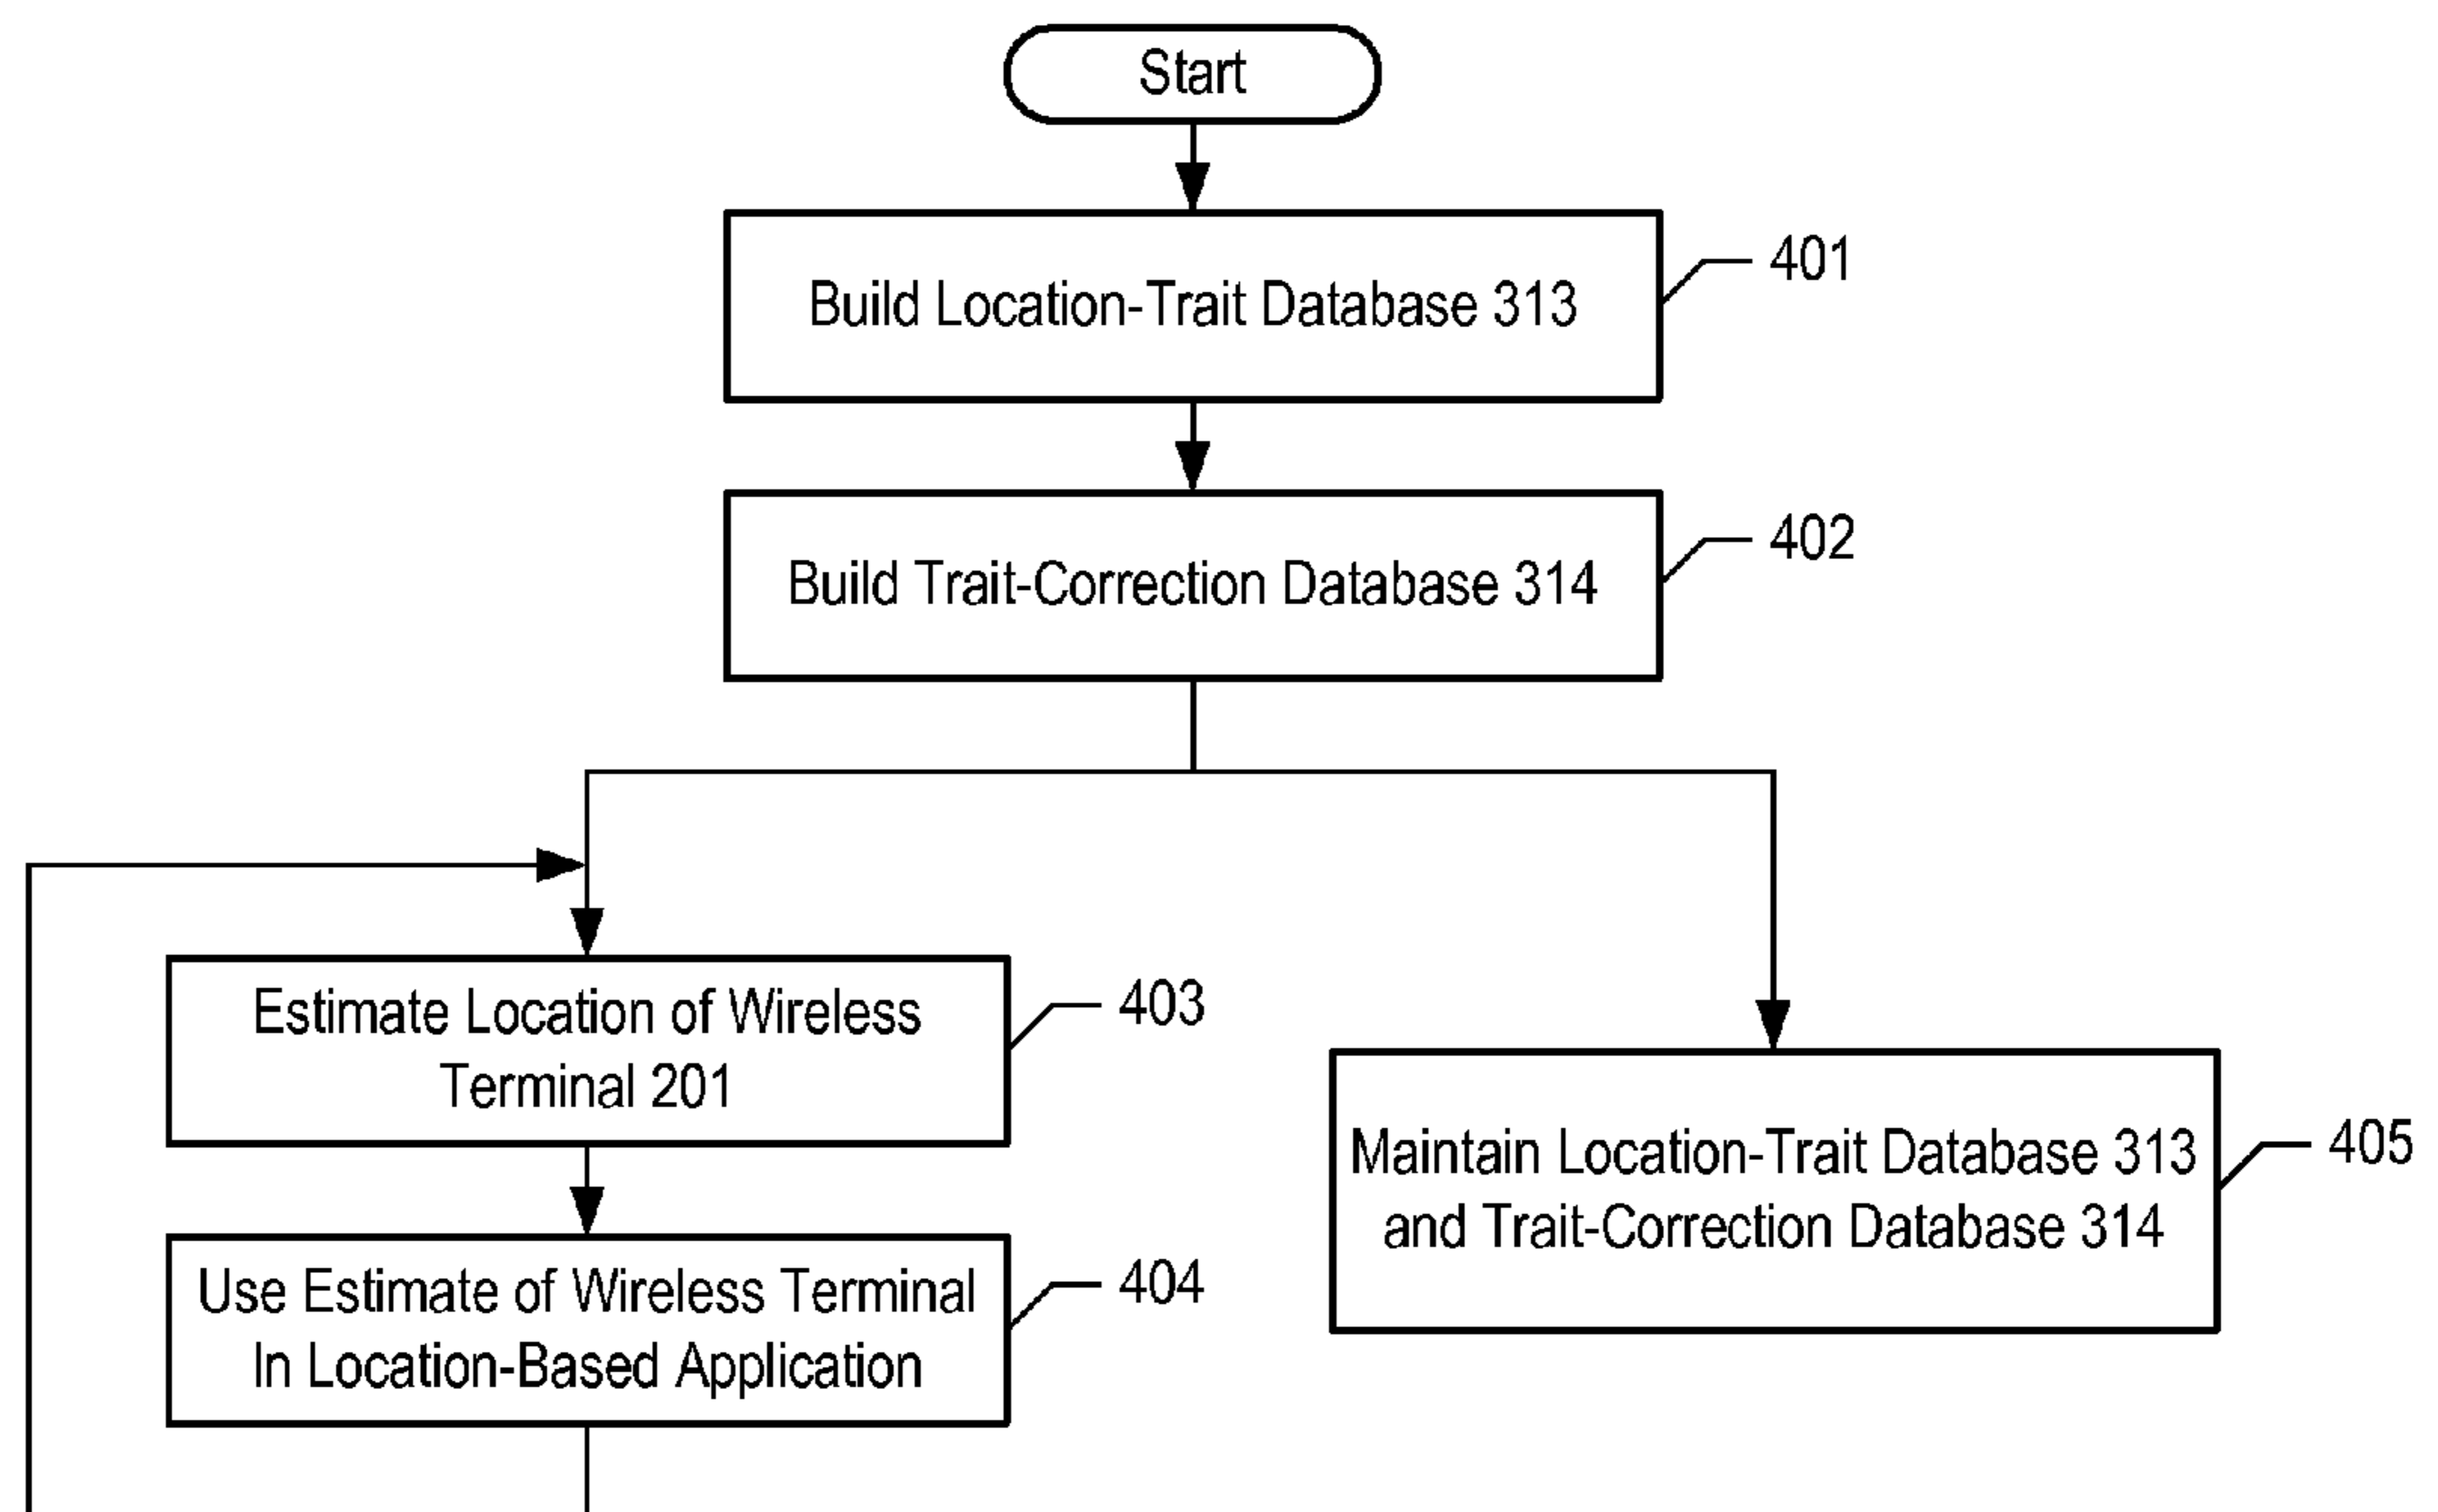 Start
Build Location-Trait Database 313
401
Build Trait-Correction Database 314
402
Estimate Location of Wireless
Terminal 201
403
Use Estimate of Wireless Terminal
In Location-Based Application
404
Maintain Location-Trait Database 313
and Trait-Correction Database 314
405